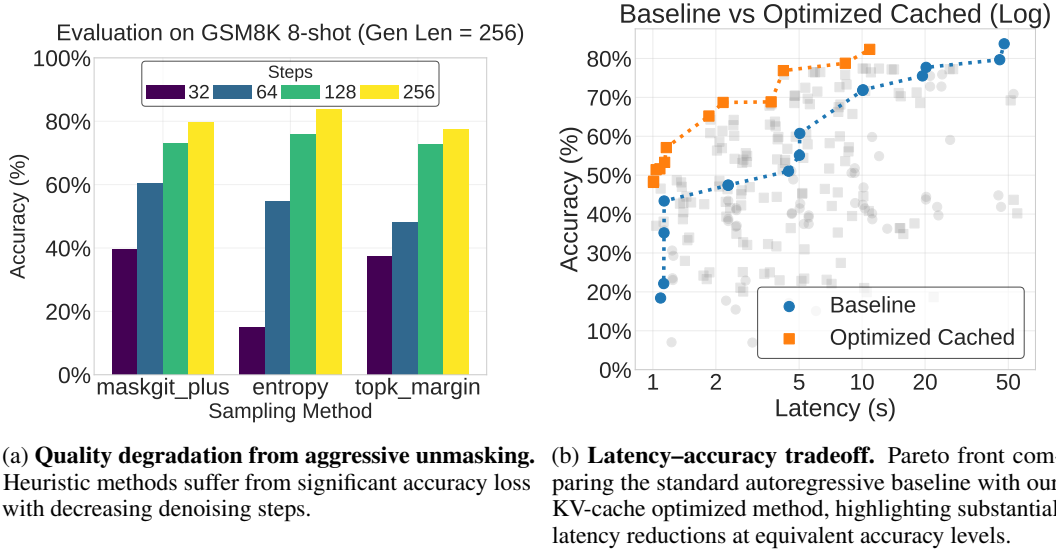 Evaluation on GSM8K 8-shot (Gen Len = 256)
Steps
32 64 128 256
100%
80%
60%
40%
20%
0%
Accuracy (%)
maskgit_plus entropy topk_margin
Sampling Method
(a) Quality degradation from aggressive unmasking.
Heuristic methods suffer from significant accuracy loss
with decreasing denoising steps.
Baseline vs Optimized Cached (Log)
80%
70%
60%
50%
40%
30%
20%
10%
0%
Accuracy (%)
Baseline
Optimized Cached
1 2 5 10 20 50
Latency (s)
(b) Latency–accuracy tradeoff. Pareto front com-
paring the standard autoregressive baseline with our
KV-cache optimized method, highlighting substantial
latency reductions at equivalent accuracy levels.